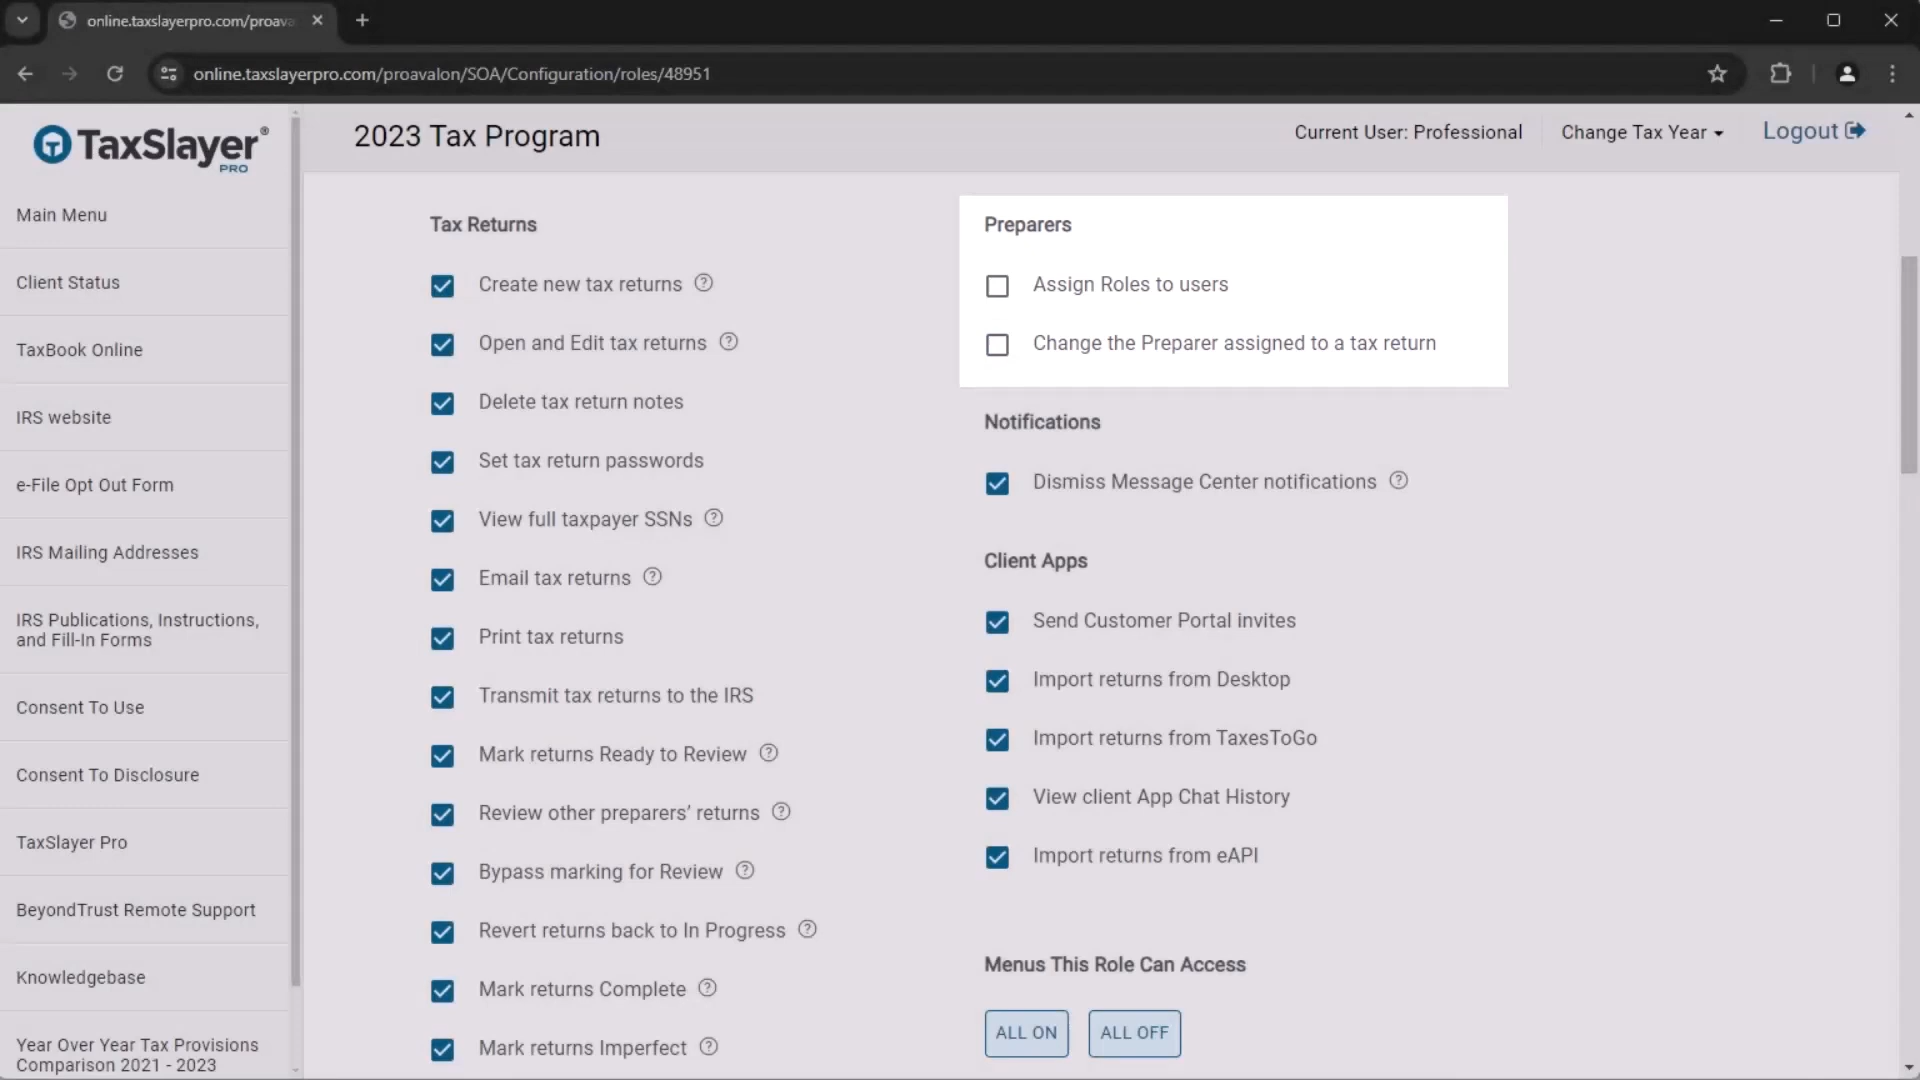 online.taxslayerpro.com/proava
online.taxslayerpro.com/proavalon/SOA/Configuration/roles/48951
TaxSlayer®
PRO
2023 Tax Program
Current User: Professional
Change Tax Year
Logout
Main Menu
Client Status
TaxBook Online
IRS website
e-File Opt Out Form
IRS Mailing Addresses
IRS Publications, Instructions,
and Fill-In Forms
Consent To Use
Consent To Disclosure
TaxSlayer Pro
BeyondTrust Remote Support
Knowledgebase
Year Over Year Tax Provisions
Comparison 2021 - 2023
Tax Returns
Create new tax returns ?
Open and Edit tax returns ?
Delete tax return notes
Set tax return passwords
View full taxpayer SSNs ?
Email tax returns ?
Print tax returns
Transmit tax returns to the IRS
Mark returns Ready to Review ?
Review other preparers’ returns ?
Bypass marking for Review ?
Revert returns back to In Progress ?
Mark returns Complete ?
Mark returns Imperfect ?
Preparers
Assign Roles to users
Change the Preparer assigned to a tax return
Notifications
Dismiss Message Center notifications ?
Client Apps
Send Customer Portal invites
Import returns from Desktop
Import returns from TaxesToGo
View client App Chat History
Import returns from eAPI
Menus This Role Can Access
ALL ON
ALL OFF